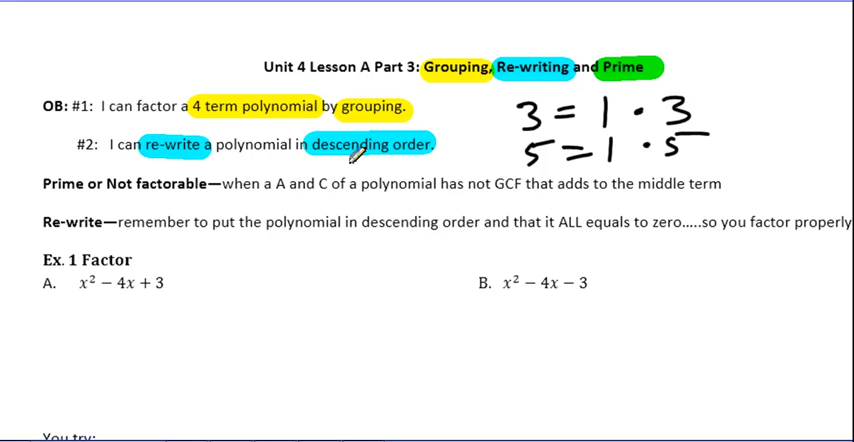 Unit 4 Lesson A Part 3: Grouping, Re-writing and Prime
OB: #1: I can factor a 4 term polynomial by grouping.
3 = 1 · 3
#2: I can re-write a polynomial in descending order.
5 = 1 · 5
Prime or Not factorable—when a A and C of a polynomial has not GCF that adds to the middle term
Re-write—remember to put the polynomial in descending order and that it ALL equals to zero.....so you factor properly
Ex. 1 Factor
A. x² − 4x + 3
B. x² − 4x − 3
You try: